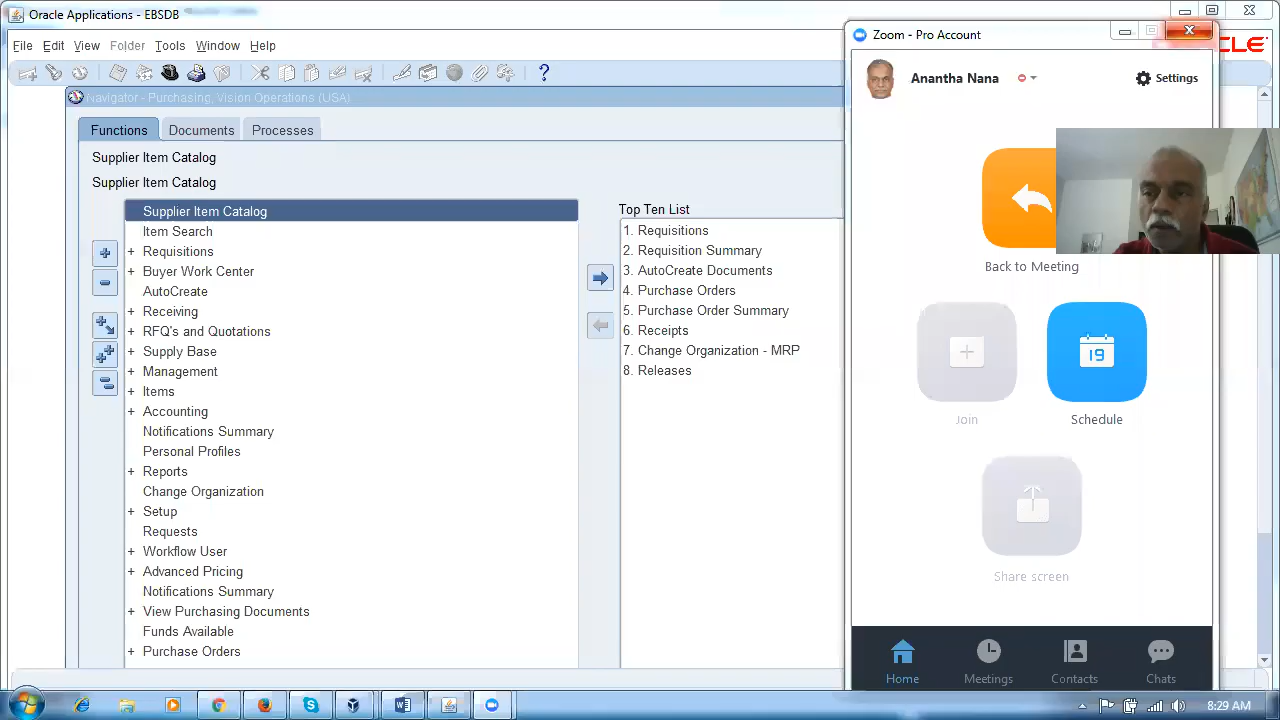 Oracle Applications - EBSDB
File Edit View Folder Tools Window Help
Navigator - Purchasing, Vision Operations (USA)
Functions Documents Processes
Supplier Item Catalog
Supplier Item Catalog
Supplier Item Catalog
Item Search
+ Requisitions
+ Buyer Work Center
AutoCreate
+ Receiving
+ RFQ's and Quotations
+ Supply Base
+ Management
+ Items
+ Accounting
Notifications Summary
Personal Profiles
+ Reports
Change Organization
+ Setup
Requests
+ Workflow User
+ Advanced Pricing
Notifications Summary
+ View Purchasing Documents
Funds Available
+ Purchase Orders
Top Ten List
1. Requisitions
2. Requisition Summary
3. AutoCreate Documents
4. Purchase Orders
5. Purchase Order Summary
6. Receipts
7. Change Organization - MRP
8. Releases
Zoom - Pro Account
Anantha Nana
Settings
Back to Meeting
19
Join
Schedule
Share screen
Home Meetings Contacts Chats
8:29 AM